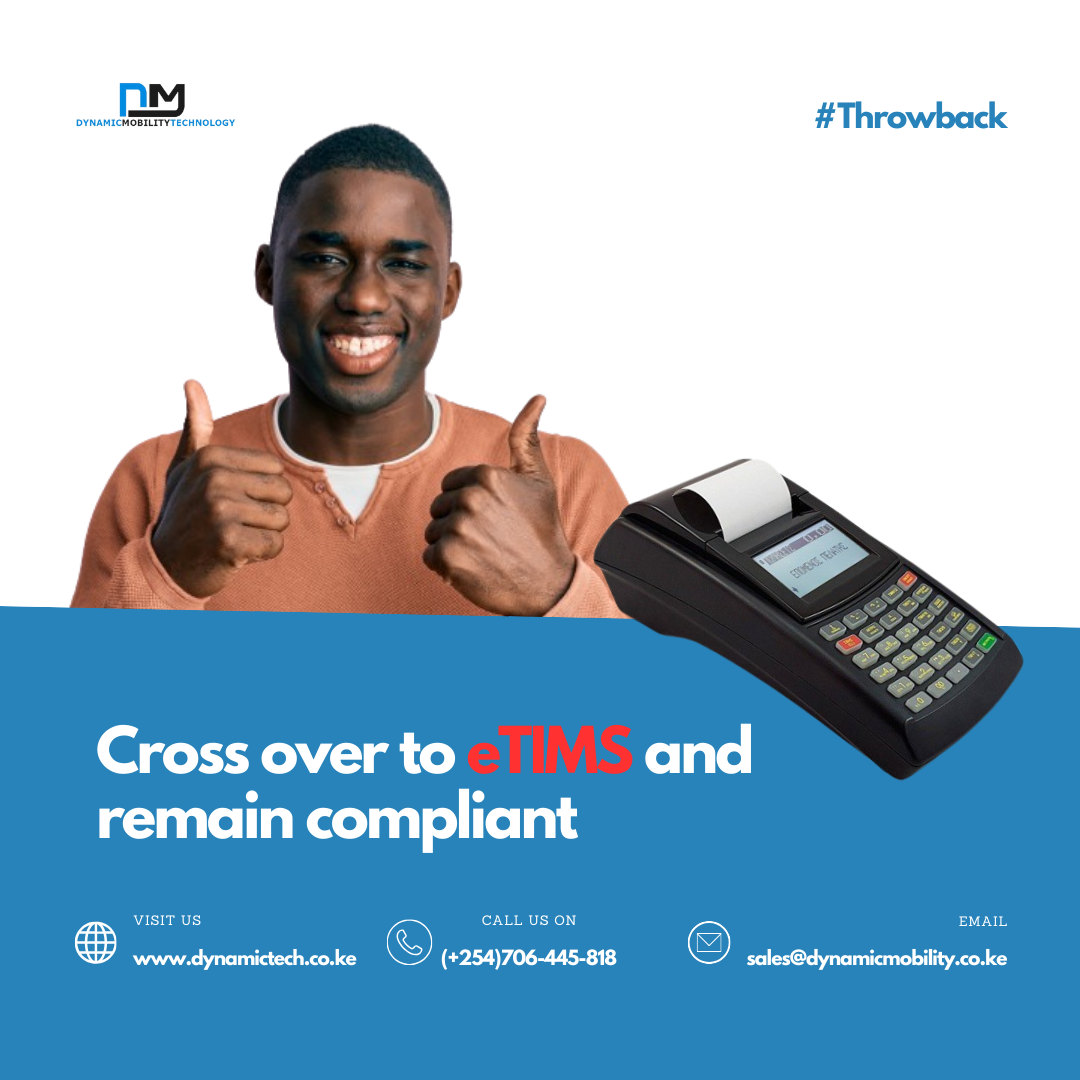 DM
DYNAMICMOBILITYTECHNOLOGY
#Throwback
Cross over to eTIMS and
remain compliant
VISIT US
www.dynamictech.co.ke
CALL US ON
(+254)706-445-818
EMAIL
sales@dynamicmobility.co.ke